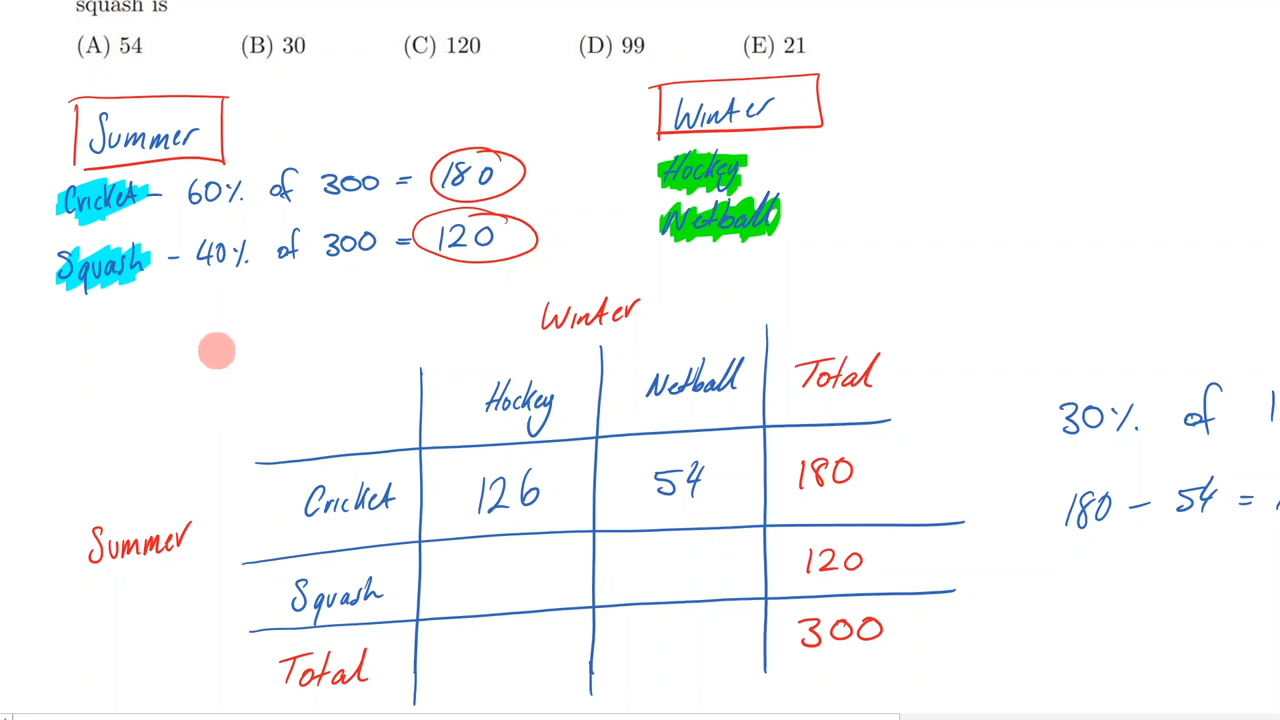 squash is
(A) 54 (B) 30 (C) 120 (D) 99 (E) 21
Summer
Winter
Cricket – 60% of 300 = 180
Hockey
Squash – 40% of 300 = 120
Netball
Winter
Hockey Netball Total
30% of
Cricket 126 54 180
180 – 54 =
Summer
120
Squash
300
Total